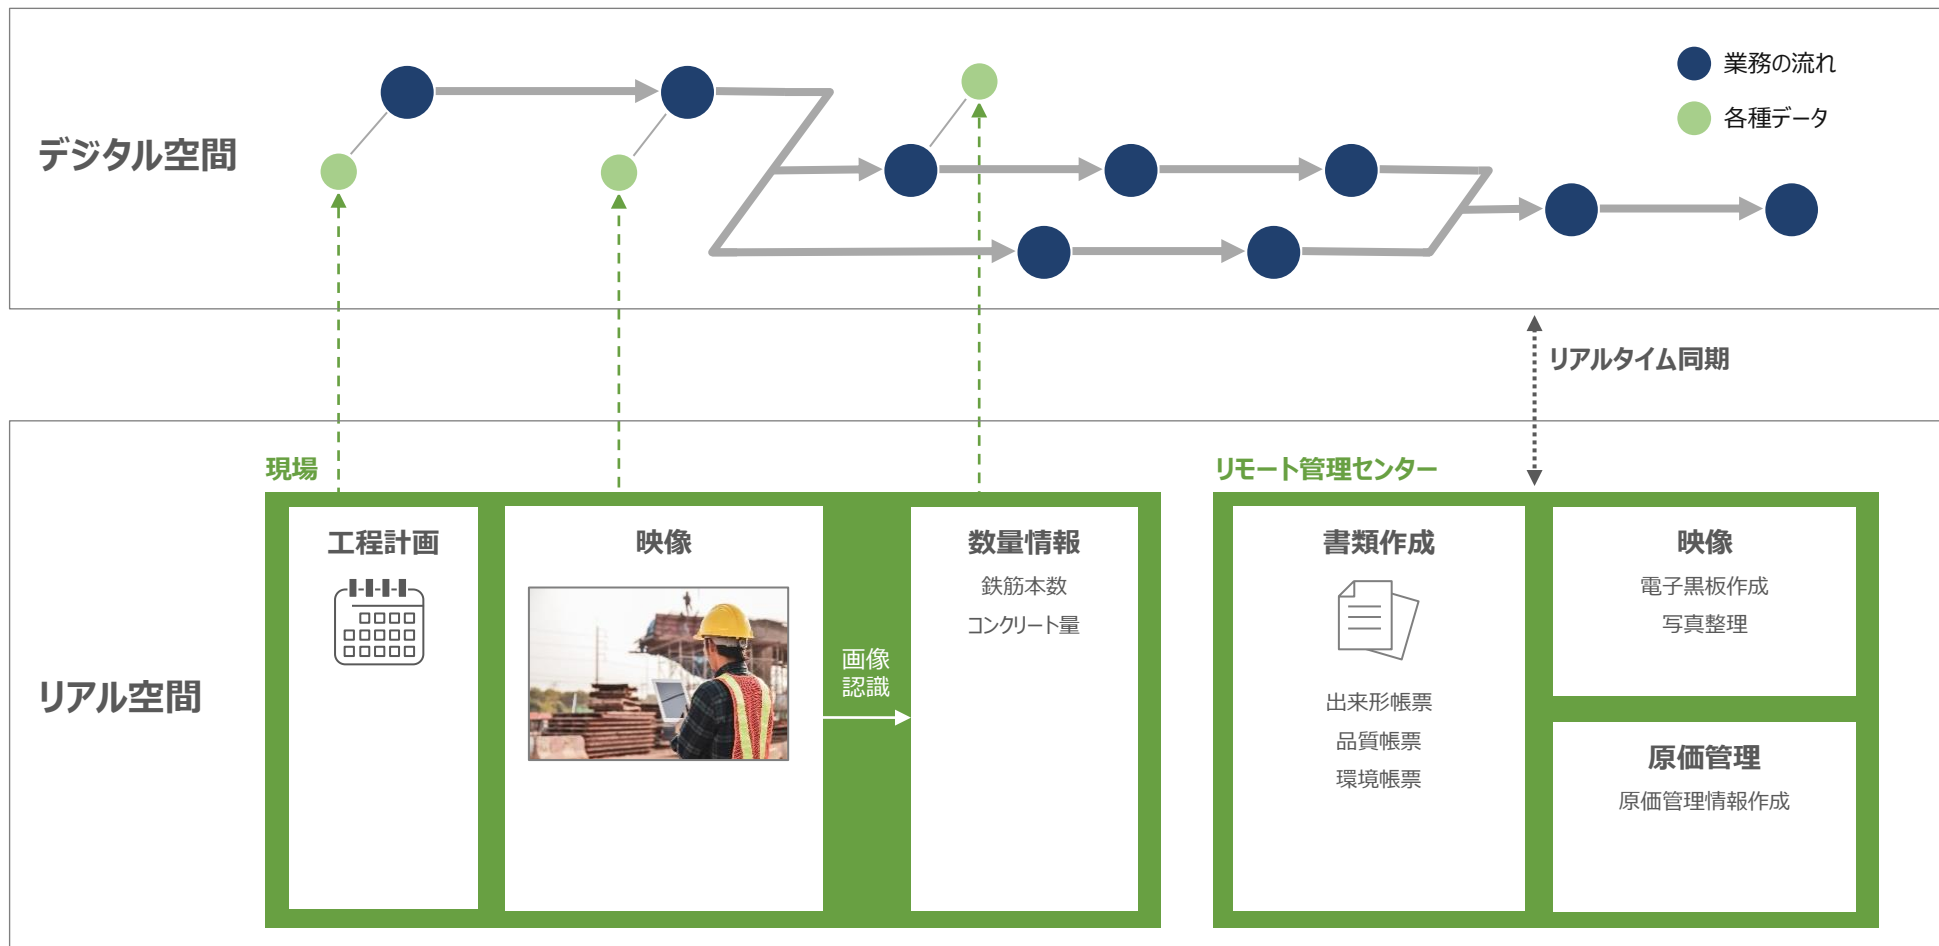 業務の流れ
各種データ
デジタル空間
リアルタイム同期
リアル空間
現場
工程計画
映像
画像
認識
数量情報
鉄筋本数
コンクリート量
リモート管理センター
書類作成
出来形帳票
品質帳票
環境帳票
映像
電子黒板作成
写真整理
原価管理
原価管理情報作成